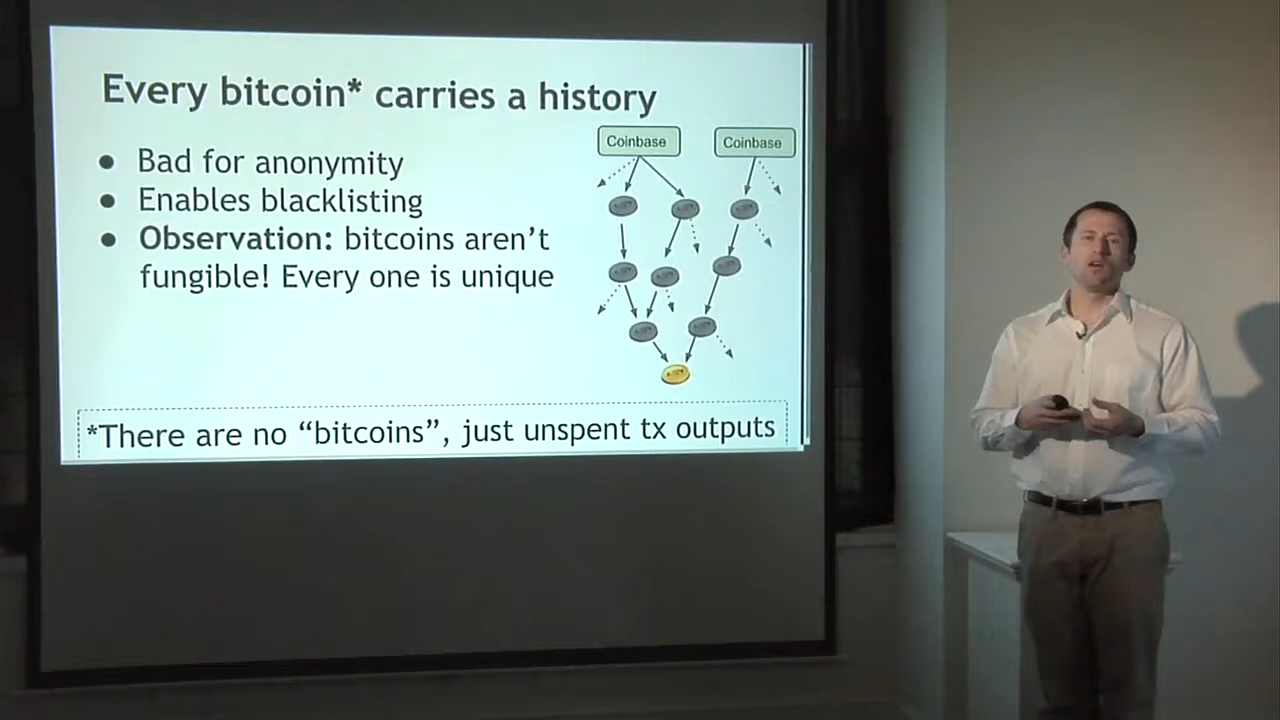 Every bitcoin* carries a history
● Bad for anonymity
● Enables blacklisting
● Observation: bitcoins aren’t
fungible! Every one is unique
Coinbase
Coinbase
*There are no “bitcoins”, just unspent tx outputs